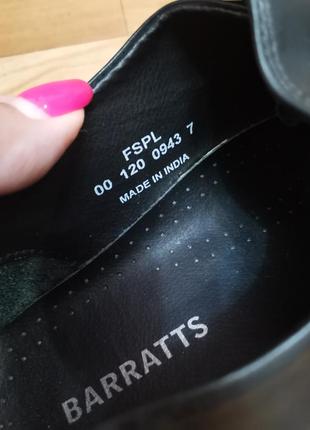 FSPL
00 120 0943 7
MADE IN INDIA
BARRATTS